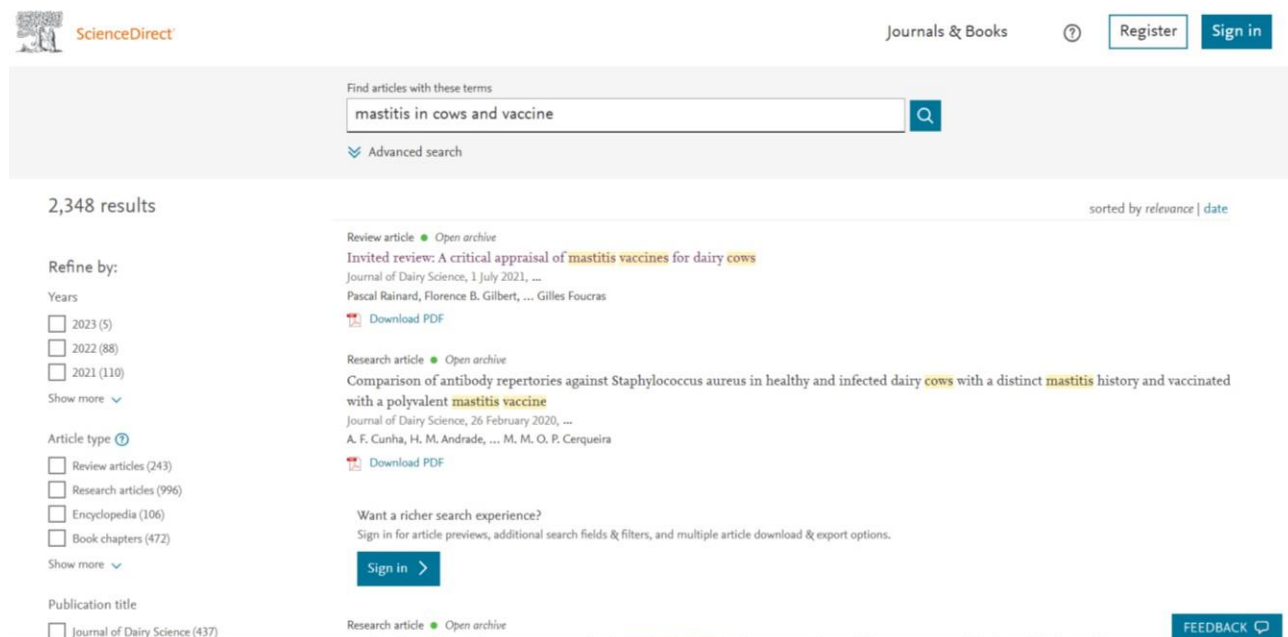 ScienceDirect
Journals & Books
Register
Sign in
Find articles with these terms
mastitis in cows and vaccine
Advanced search
2,348 results
sorted by relevance | date
Refine by:
Years
2023 (5)
2022 (88)
2021 (110)
Show more
Article type
Review articles (243)
Research articles (996)
Encyclopedia (106)
Book chapters (472)
Show more
Publication title
Journal of Dairy Science (437)
Review article ● Open archive
Invited review: A critical appraisal of mastitis vaccines for dairy cows
Journal of Dairy Science, 1 July 2021, ...
Pascal Rainard, Florence B. Gilbert, ... Gilles Foucras
Download PDF
Research article ● Open archive
Comparison of antibody repertories against Staphylococcus aureus in healthy and infected dairy cows with a distinct mastitis history and vaccinated
with a polyvalent mastitis vaccine
Journal of Dairy Science, 26 February 2020, ...
A. F. Cunha, H. M. Andrade, ... M. M. O. P. Cerqueira
Download PDF
Want a richer search experience?
Sign in for article previews, additional search fields & filters, and multiple article download & export options.
Sign in
Research article ● Open archive
FEEDBACK